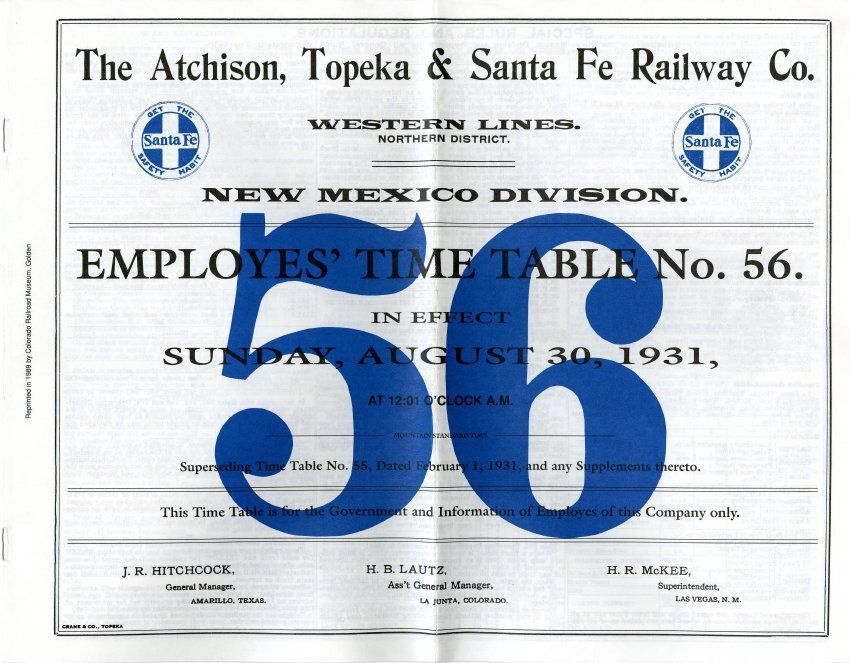 The Atchison, Topeka & Santa Fe Railway Co.
GET THE
Santa Fe
SAFETY HABIT
WESTERN LINES.
NORTHERN DISTRICT.
GET THE
Santa Fe
SAFETY HABIT
NEW MEXICO DIVISION.
56
EMPLOYES' TIME TABLE No. 56.
IN EFFECT
SUNDAY, AUGUST 30, 1931,
AT 12:01 O'CLOCK A.M.
MOUNTAIN STANDARD TIME.
Superseding Time Table No. 55, Dated February 1, 1931, and any Supplements thereto.
This Time Table is for the Government and Information of Employes of this Company only.
J. R. HITCHCOCK,
General Manager,
AMARILLO, TEXAS.
H. B. LAUTZ,
Ass't General Manager,
LA JUNTA, COLORADO.
H. R. McKEE,
Superintendent,
LAS VEGAS, N. M.
CRANE & CO., TOPEKA
Reprinted in 1989 by Colorado Railroad Museum, Golden
SPECIAL RULES AND REGULATIONS